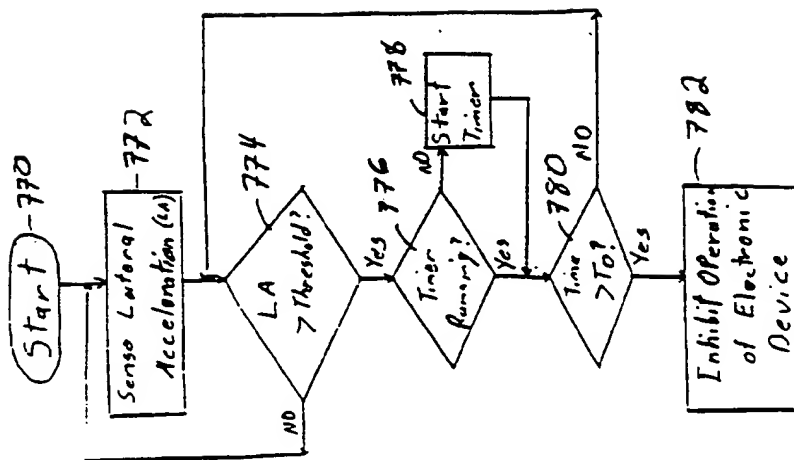 Start
770
Sense Lateral
Acceleration (LA)
772
LA
> Threshold?
774
NO
Yes
Timer
Running?
776
NO
Start
Timer
778
Yes
Time
> To?
780
NO
Yes
Inhibit Operation
of Electronic
Device
782